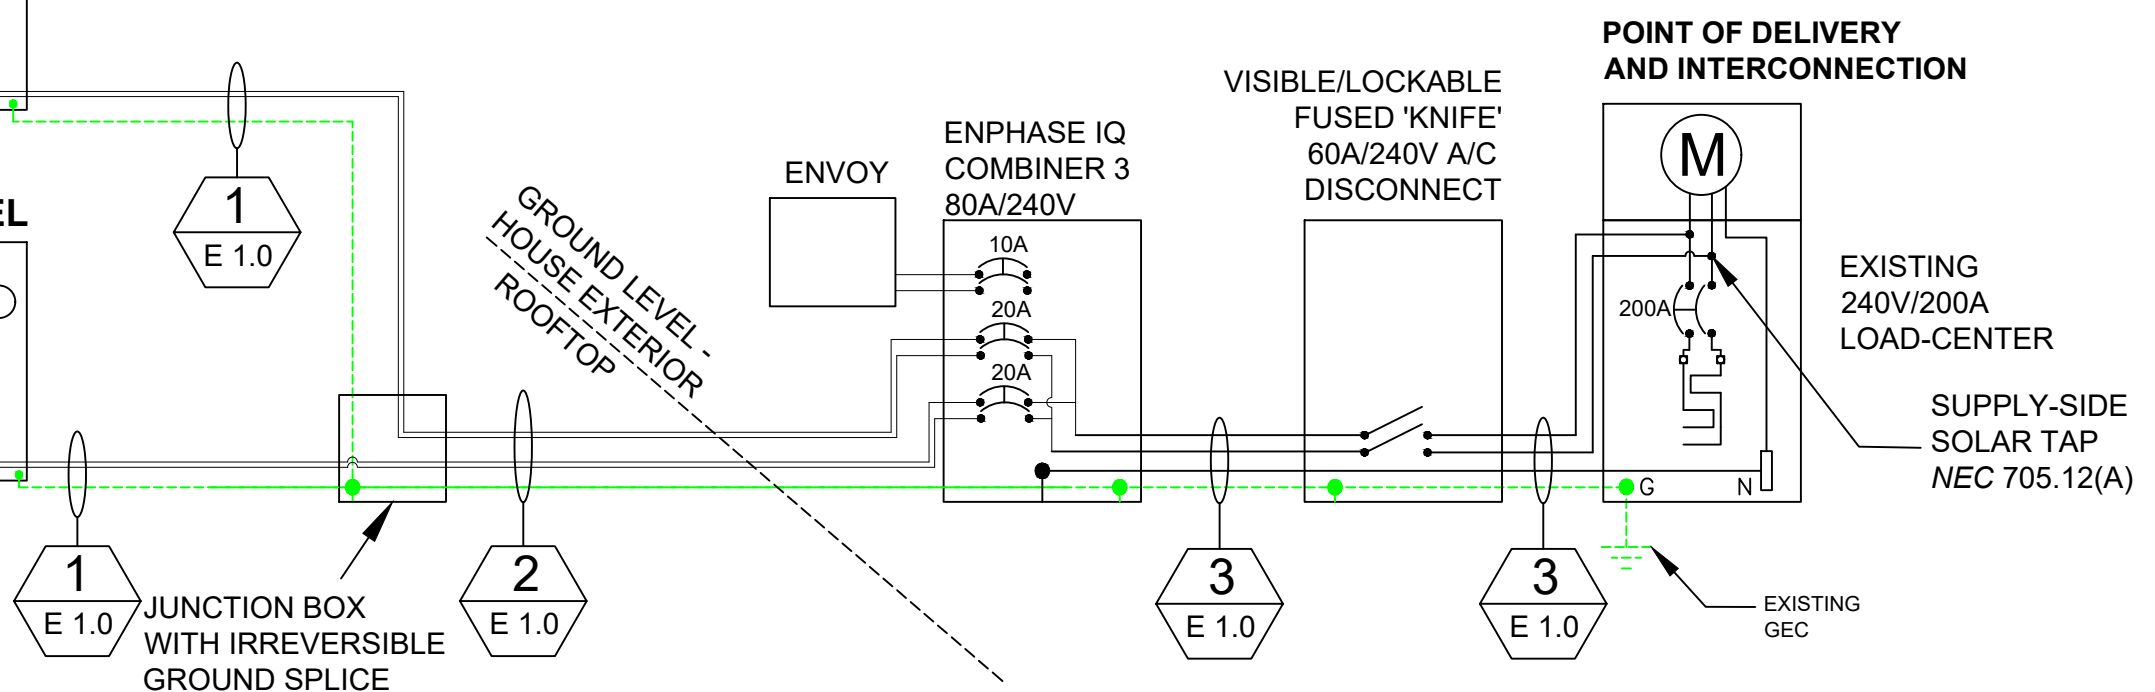 POINT OF DELIVERY
AND INTERCONNECTION
VISIBLE/LOCKABLE
FUSED 'KNIFE'
60A/240V A/C
DISCONNECT
ENPHASE IQ
COMBINER 3
80A/240V
ENVOY
M
EL
1
E 1.0
GROUND LEVEL -
HOUSE EXTERIOR
ROOFTOP
10A
20A
20A
200A
EXISTING
240V/200A
LOAD-CENTER
SUPPLY-SIDE
SOLAR TAP
NEC 705.12(A)
G
N
1
E 1.0
JUNCTION BOX
WITH IRREVERSIBLE
GROUND SPLICE
2
E 1.0
3
E 1.0
3
E 1.0
EXISTING
GEC